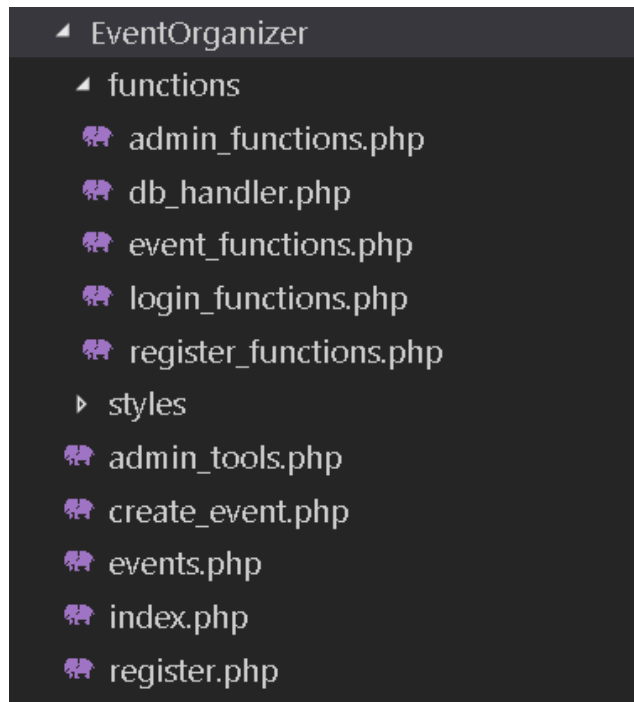 EventOrganizer
functions
admin_functions.php
db_handler.php
event_functions.php
login_functions.php
register_functions.php
styles
admin_tools.php
create_event.php
events.php
index.php
register.php